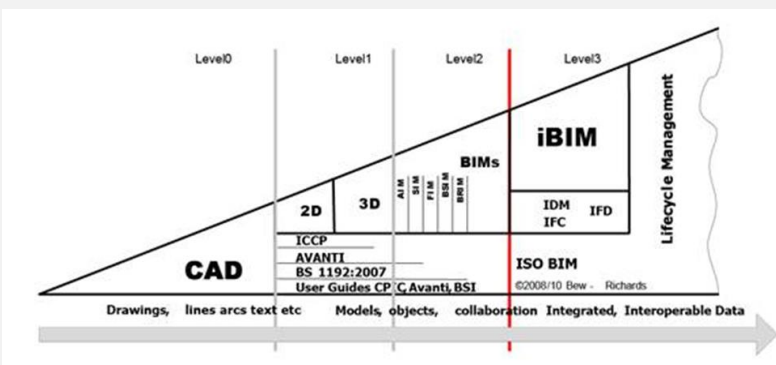 Level0 Level1 Level2 Level3
iBIM
BIMs
2D 3D
AIM
SIM
FIM
BSIM
BRIM
IDM IFD
IFC
Lifecycle Management
CAD
ICCP
AVANTI
BS 1192:2007
User Guides CPIC, Avanti, BSI
ISO BIM
©2008/10 Bew - Richards
Drawings, lines arcs text etc Models, objects, collaboration Integrated, Interoperable Data